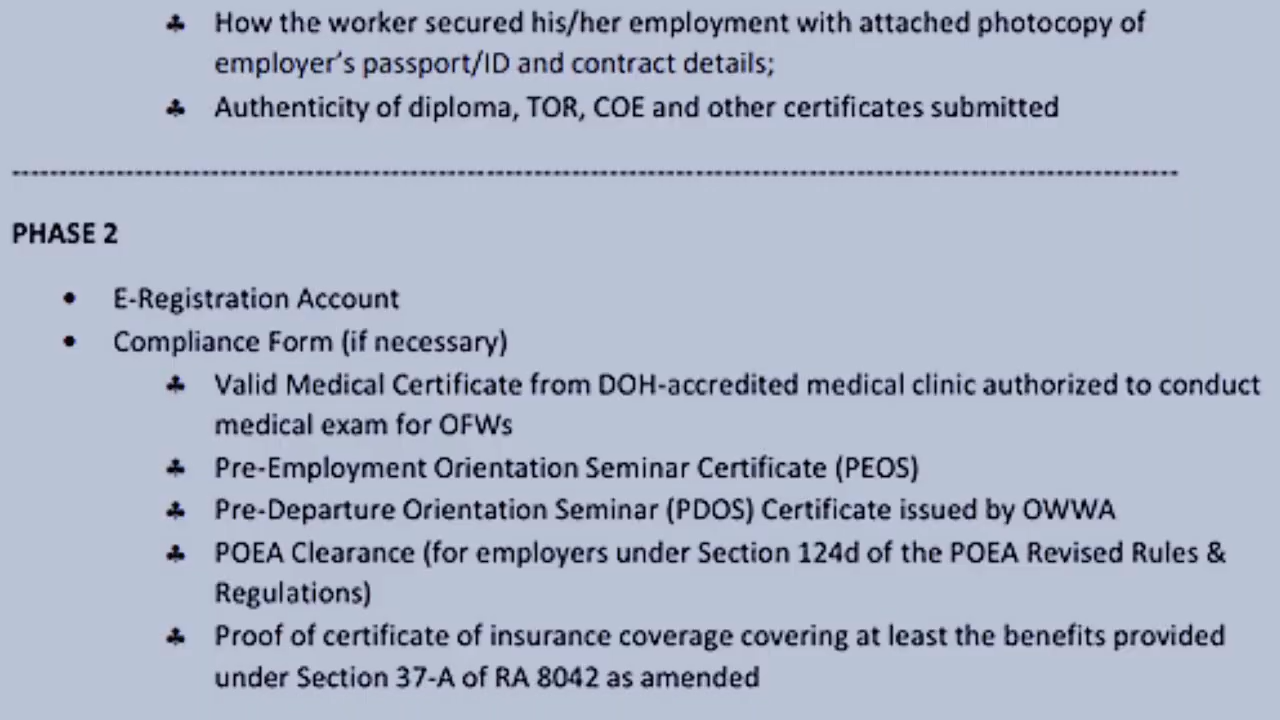 ♣ How the worker secured his/her employment with attached photocopy of
employer's passport/ID and contract details;
♣ Authenticity of diploma, TOR, COE and other certificates submitted
--------------------------------------------------------------------------------
PHASE 2
• E-Registration Account
• Compliance Form (if necessary)
♣ Valid Medical Certificate from DOH-accredited medical clinic authorized to conduct
medical exam for OFWs
♣ Pre-Employment Orientation Seminar Certificate (PEOS)
♣ Pre-Departure Orientation Seminar (PDOS) Certificate issued by OWWA
♣ POEA Clearance (for employers under Section 124d of the POEA Revised Rules &
Regulations)
♣ Proof of certificate of insurance coverage covering at least the benefits provided
under Section 37-A of RA 8042 as amended